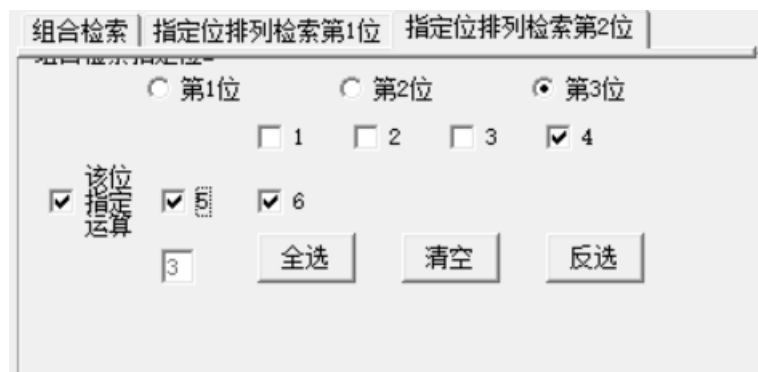 组合检索 指定位排列检索第1位 指定位排列检索第2位
第1位 第2位 第3位
1 2 3 4
该位
指定
运算
5 6
3 全选 清空 反选